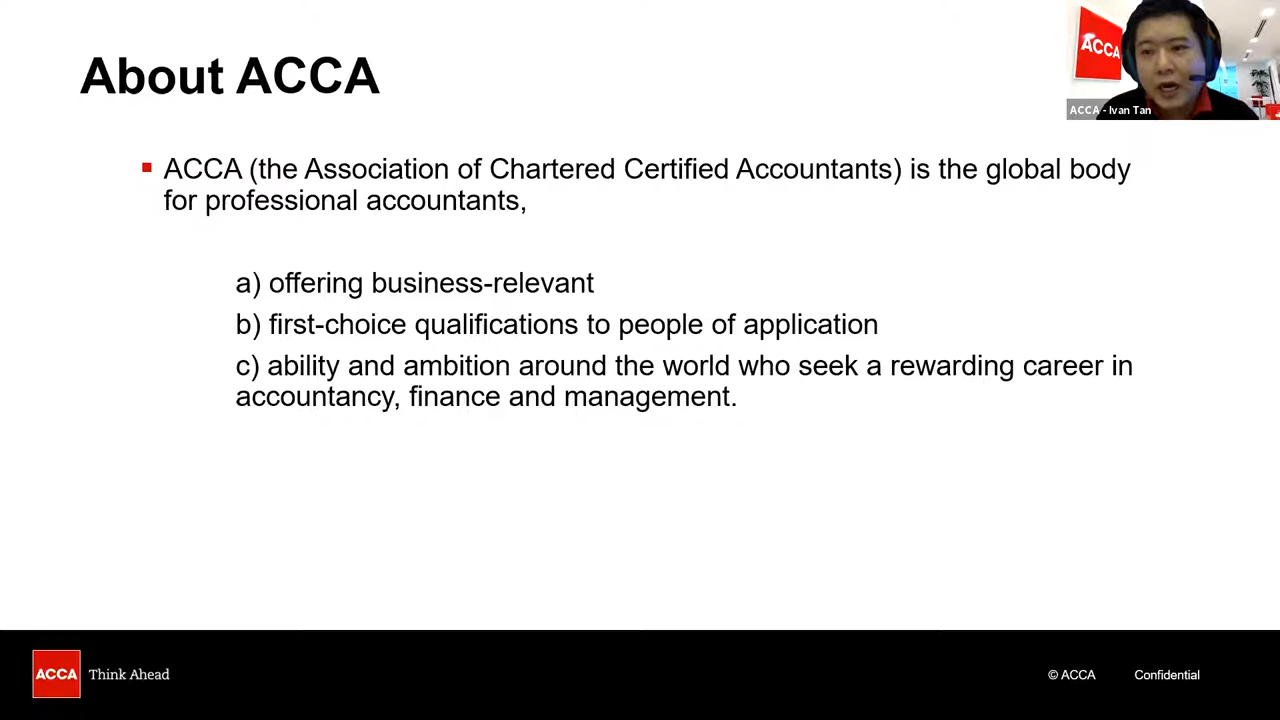 About ACCA
ACCA
ACCA - Ivan Tan
ACCA (the Association of Chartered Certified Accountants) is the global body
for professional accountants,
a) offering business-relevant
b) first-choice qualifications to people of application
c) ability and ambition around the world who seek a rewarding career in
accountancy, finance and management.
ACCA Think Ahead
© ACCA Confidential